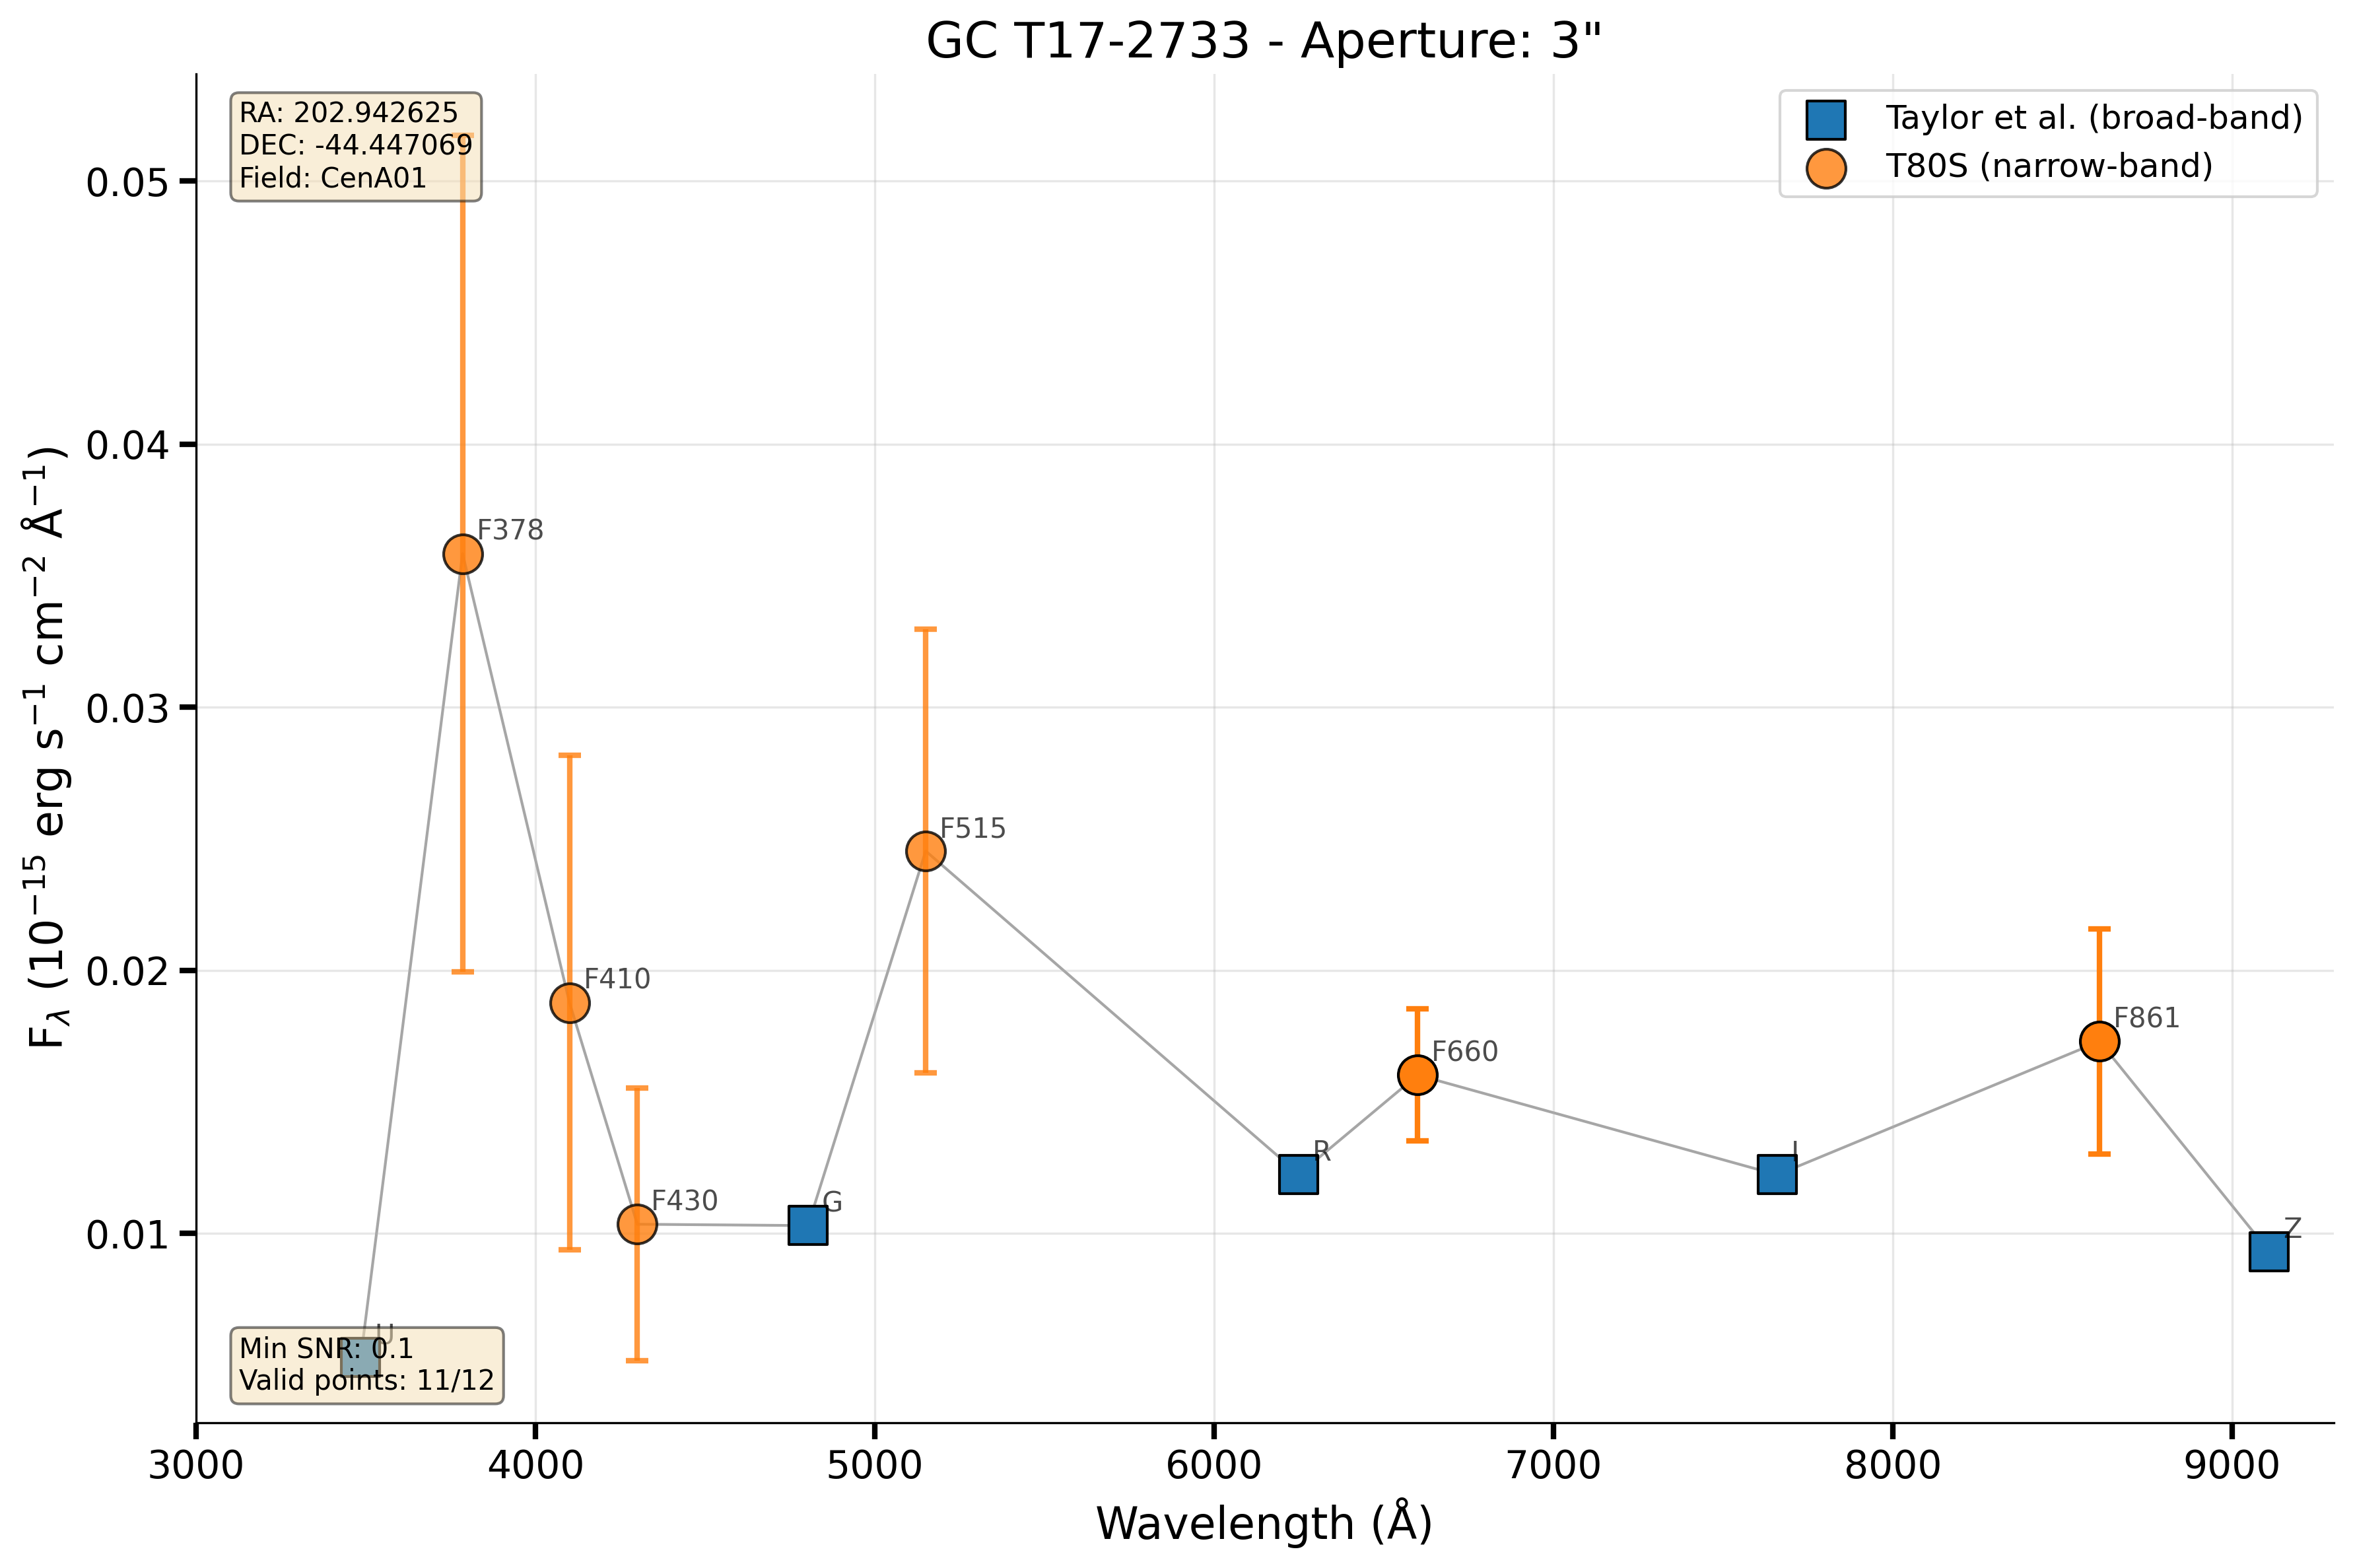 GC T17-2733 - Aperture: 3"
RA: 202.942625
DEC: -44.447069
Field: CenA01
Taylor et al. (broad-band)
T80S (narrow-band)
0.05
0.04
0.03
0.02
0.01
F_λ (10⁻¹⁵ erg s⁻¹ cm⁻² Å⁻¹)
F378
F515
F410
F660
F861
R
I
F430
G
Z
U
Min SNR: 0.1
Valid points: 11/12
3000 4000 5000 6000 7000 8000 9000
Wavelength (Å)